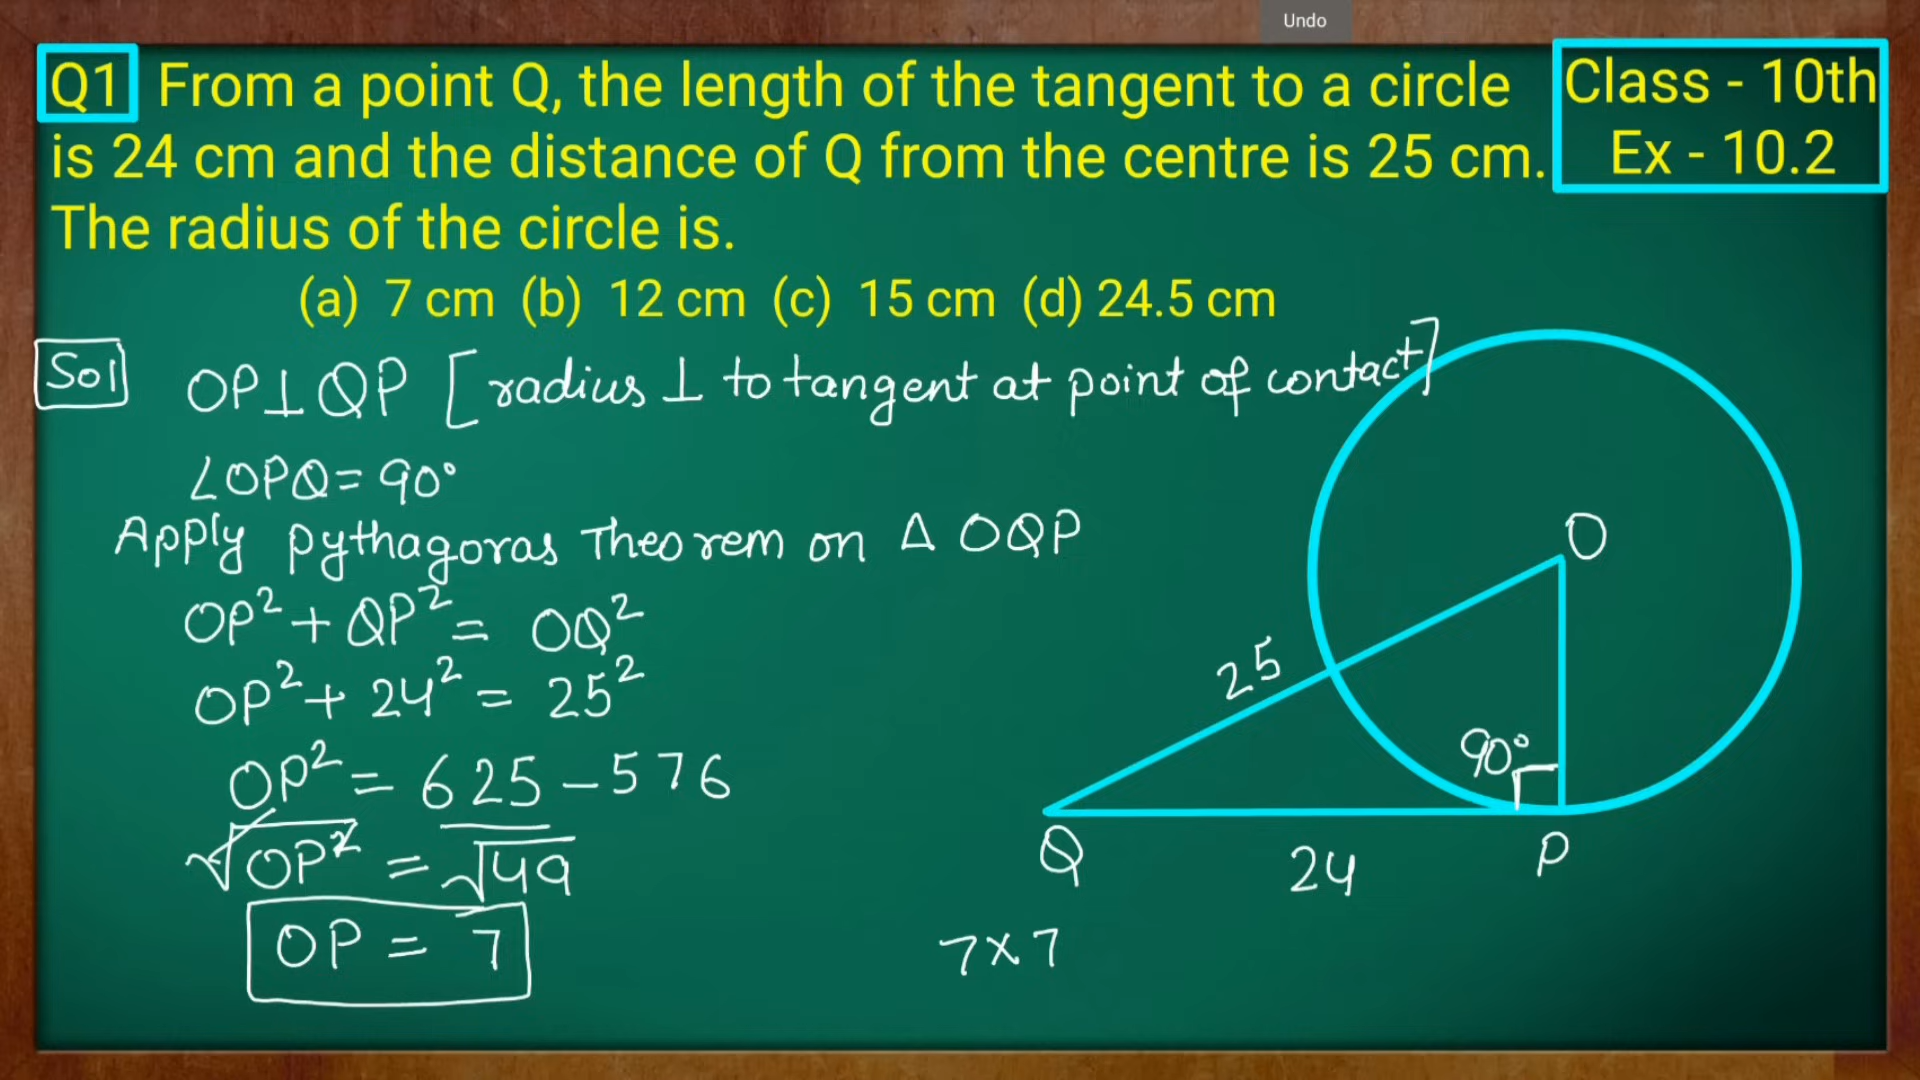 Undo
Q1 From a point Q, the length of the tangent to a circle
is 24 cm and the distance of Q from the centre is 25 cm.
The radius of the circle is.
(a) 7 cm (b) 12 cm (c) 15 cm (d) 24.5 cm
Class - 10th
Ex - 10.2
Sol OP⊥QP [radius ⊥ to tangent at point of contact]
∠OPQ = 90°
Apply Pythagoras Theorem on Δ OQP
OP² + QP² = OQ²
OP² + 24² = 25²
OP² = 625 - 576
√OP² = √49
OP = 7
7×7
O
25
90°
Q
24
P